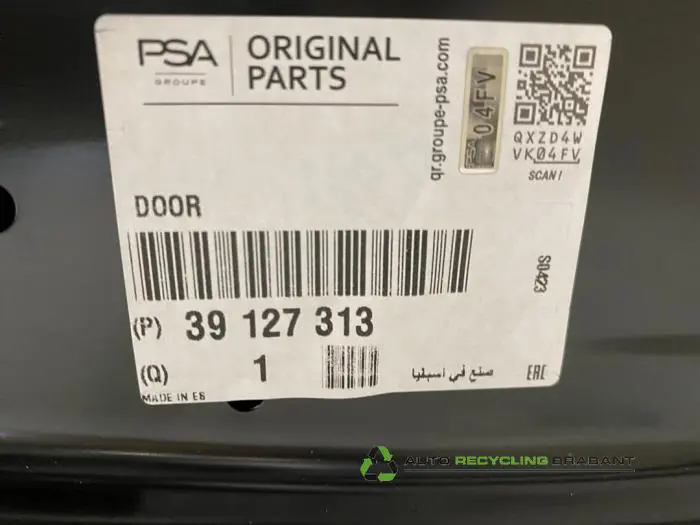 PSA
GROUPE
ORIGINAL
PARTS
qr.groupe-psa.com
PSA 04FV
QXZD4W
VK04FV
SCAN!
DOOR
(P) 39 127 313
S0423
(Q) 1
صنع في أسبانيا
EAC
MADE IN ES
AUTO RECYCLING BRABANT